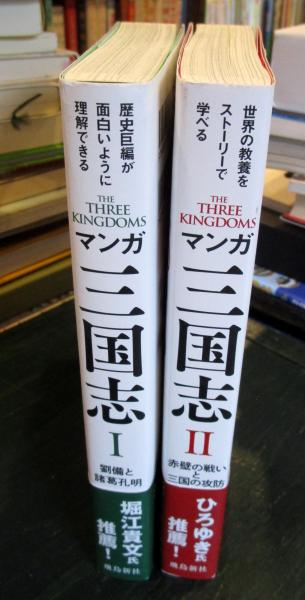 歴史巨編が
面白いように
理解できる
THE
THREE
KINGDOMS
マンガ
三国志
I
劉備と
諸葛孔明
堀江貴文氏
推薦!
飛鳥新社
世界の教養を
ストーリーで
学べる
THE
THREE
KINGDOMS
マンガ
三国志
II
赤壁の戦い
と
三国の攻防
ひろゆき氏
推薦!
飛鳥新社